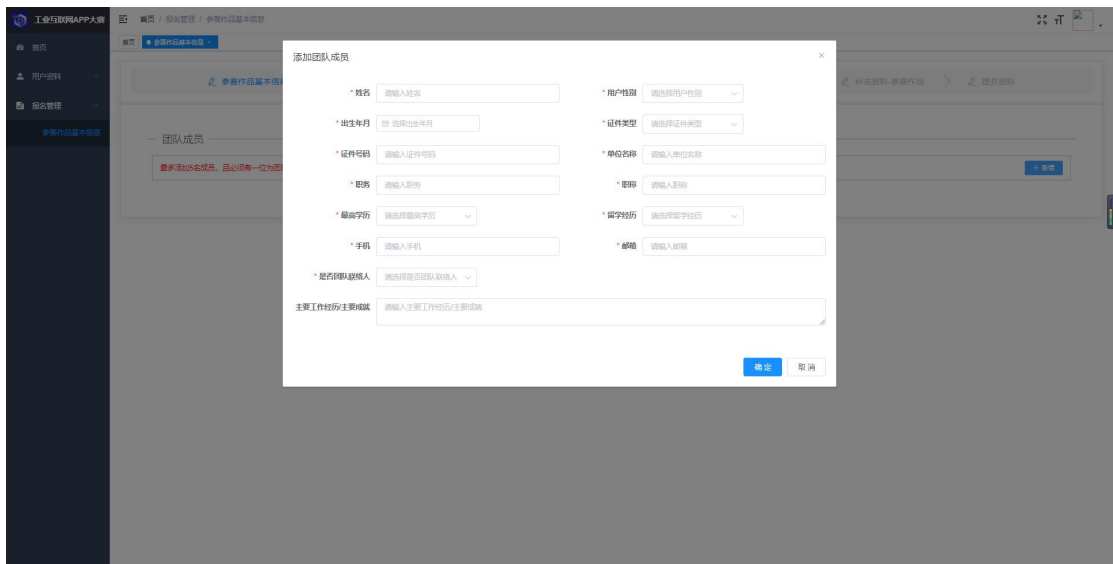 工业互联网APP大赛
首页 / 报名管理 / 参赛作品基本信息
首页
用户资料
报名管理
参赛作品基本信息
首页
参赛作品基本信息 ×
参赛作品基本信
补充资料-参赛作品
提交资料
团队成员
最多添加5名成员，且必须有一位为团
+ 新增
添加团队成员 ×
* 姓名 请输入姓名
* 用户性别 请选择用户性别
* 出生年月 选择出生年月
* 证件类型 请选择证件类型
* 证件号码 请输入证件号码
* 单位名称 请输入单位名称
* 职务 请输入职务
* 职称 请输入职称
* 最高学历 请选择最高学历
* 留学经历 请选择留学经历
* 手机 请输入手机
* 邮箱 请输入邮箱
* 是否团队联络人 请选择是否团队联络人
主要工作经历/主要成就 请输入主要工作经历/主要成就
确定 取消